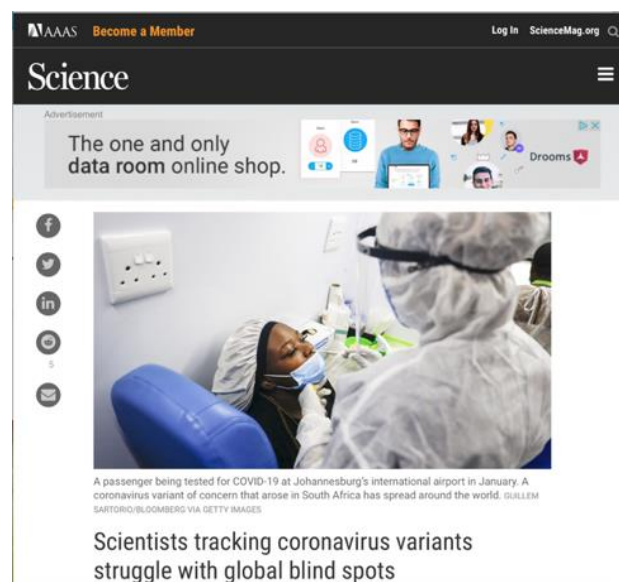 AAAS Become a Member Log In ScienceMag.org
Science
Advertisement
The one and only
data room online shop.
Drooms
5
A passenger being tested for COVID-19 at Johannesburg's international airport in January. A
coronavirus variant of concern that arose in South Africa has spread around the world. GUILLEM
SARTORIO/BLOOMBERG VIA GETTY IMAGES
Scientists tracking coronavirus variants
struggle with global blind spots